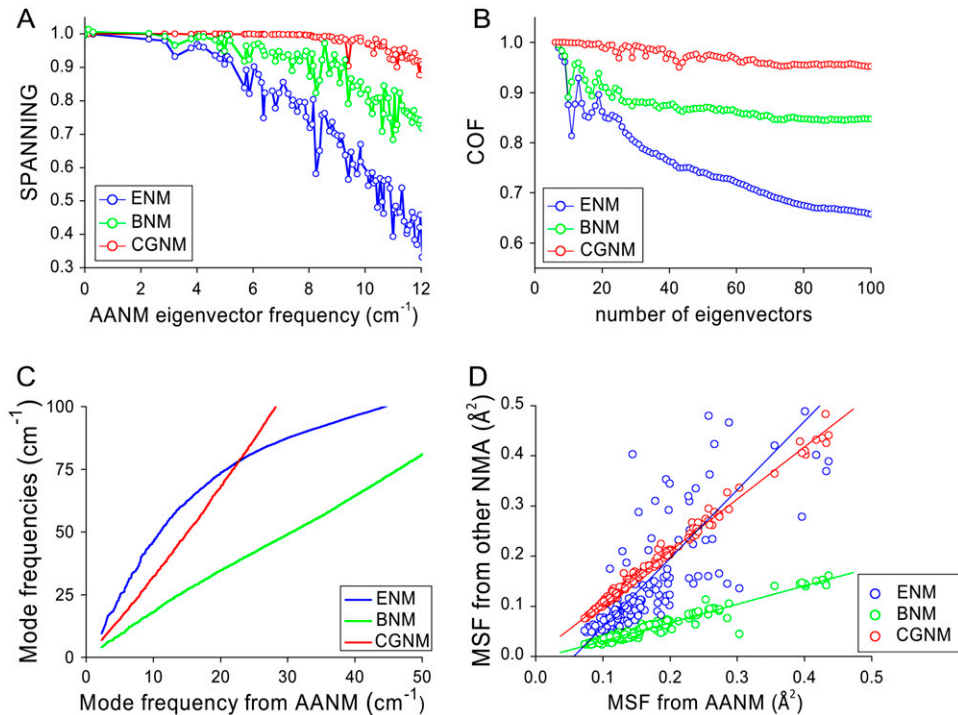 A
SPANNING
1.0
0.9
0.8
0.7
0.6
0.5
0.4
0.3
ENM
BNM
CGNM
0 2 4 6 8 10 12
AANM eigenvector frequency (cm-1)
B
COF
1.0
0.9
0.8
0.7
0.6
ENM
BNM
CGNM
0 20 40 60 80 100
number of eigenvectors
C
Mode frequencies (cm-1)
100
75
50
25
0
ENM
BNM
CGNM
0 10 20 30 40 50
Mode frequency from AANM (cm-1)
D
MSF from other NMA (Å2)
0.5
0.4
0.3
0.2
0.1
0.0
ENM
BNM
CGNM
0.0 0.1 0.2 0.3 0.4 0.5
MSF from AANM (Å2)